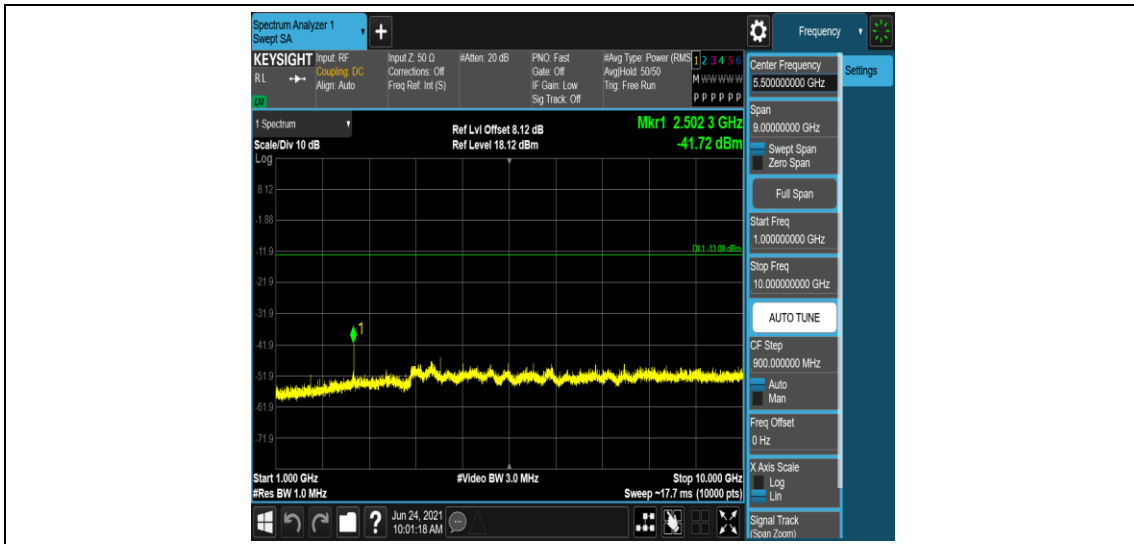 Spectrum Analyzer 1
Swept SA
+
Frequency
KEYSIGHT
RL
LXI
Input: RF
Coupling: DC
Align: Auto
Input Z: 50 Ω
Corrections: Off
Freq Ref: Int (S)
#Atten: 20 dB
PNO: Fast
Gate: Off
IF Gain: Low
Sig Track: Off
#Avg Type: Power (RMS
Avg|Hold: 50/50
Trig: Free Run
1 2 3 4 5 6
M W W W W W
P P P P P P
1 Spectrum
Scale/Div 10 dB
Ref Lvl Offset 8.12 dB
Ref Level 18.12 dBm
Mkr1 2.502 3 GHz
-41.72 dBm
Log
8.12
-1.88
-11.9
DL1 -13.00 dBm
-21.9
-31.9
1
-41.9
-51.9
-61.9
-71.9
Start 1.000 GHz
#Res BW 1.0 MHz
#Video BW 3.0 MHz
Stop 10.000 GHz
Sweep ~17.7 ms (10000 pts)
?
Jun 24, 2021
10:01:18 AM
Center Frequency
5.500000000 GHz
Settings
Span
9.00000000 GHz
Swept Span
Zero Span
Full Span
Start Freq
1.000000000 GHz
Stop Freq
10.000000000 GHz
AUTO TUNE
CF Step
900.000000 MHz
Auto
Man
Freq Offset
0 Hz
X Axis Scale
Log
Lin
Signal Track
(Span Zoom)